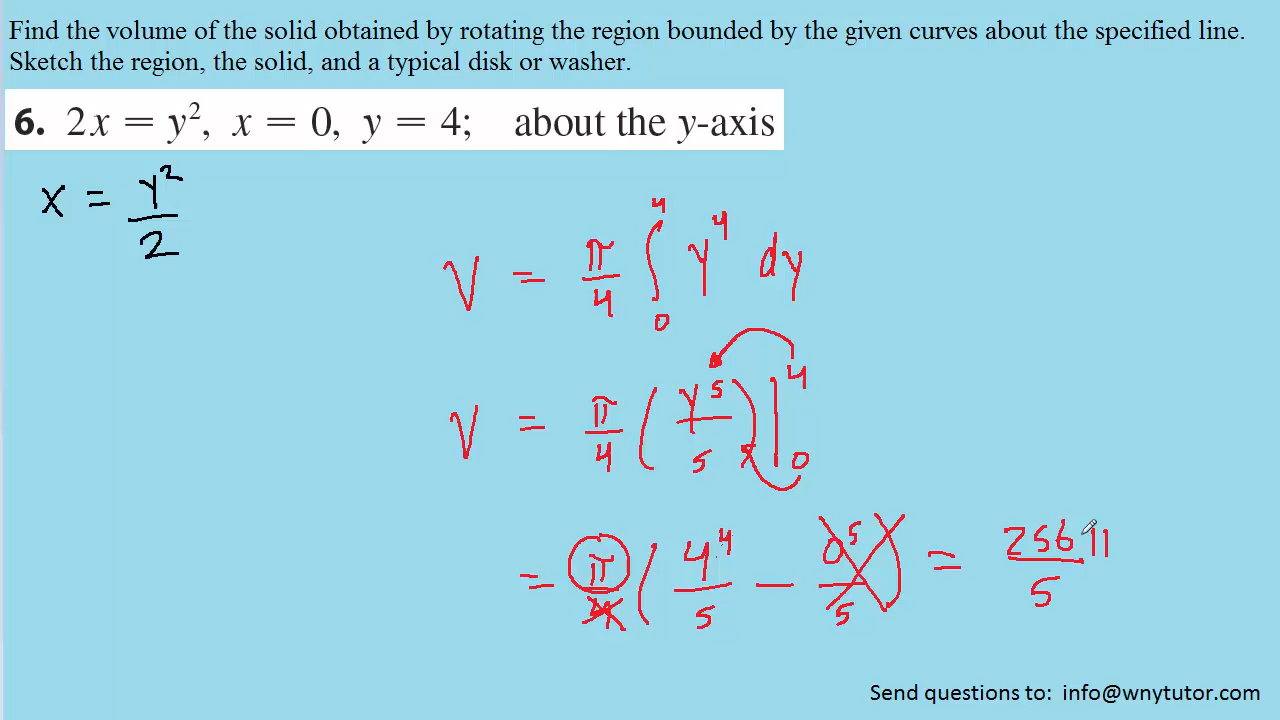 Find the volume of the solid obtained by rotating the region bounded by the given curves about the specified line.
Sketch the region, the solid, and a typical disk or washer.
6. 2x = y², x = 0, y = 4; about the y-axis
x = y²/2
V = π/4 ∫₀⁴ y⁴ dy
V = π/4 (y⁵/5)|₀⁴
= π/4 (4⁴/5 − 0⁵/5) = 256π/5
Send questions to: info@wnytutor.com